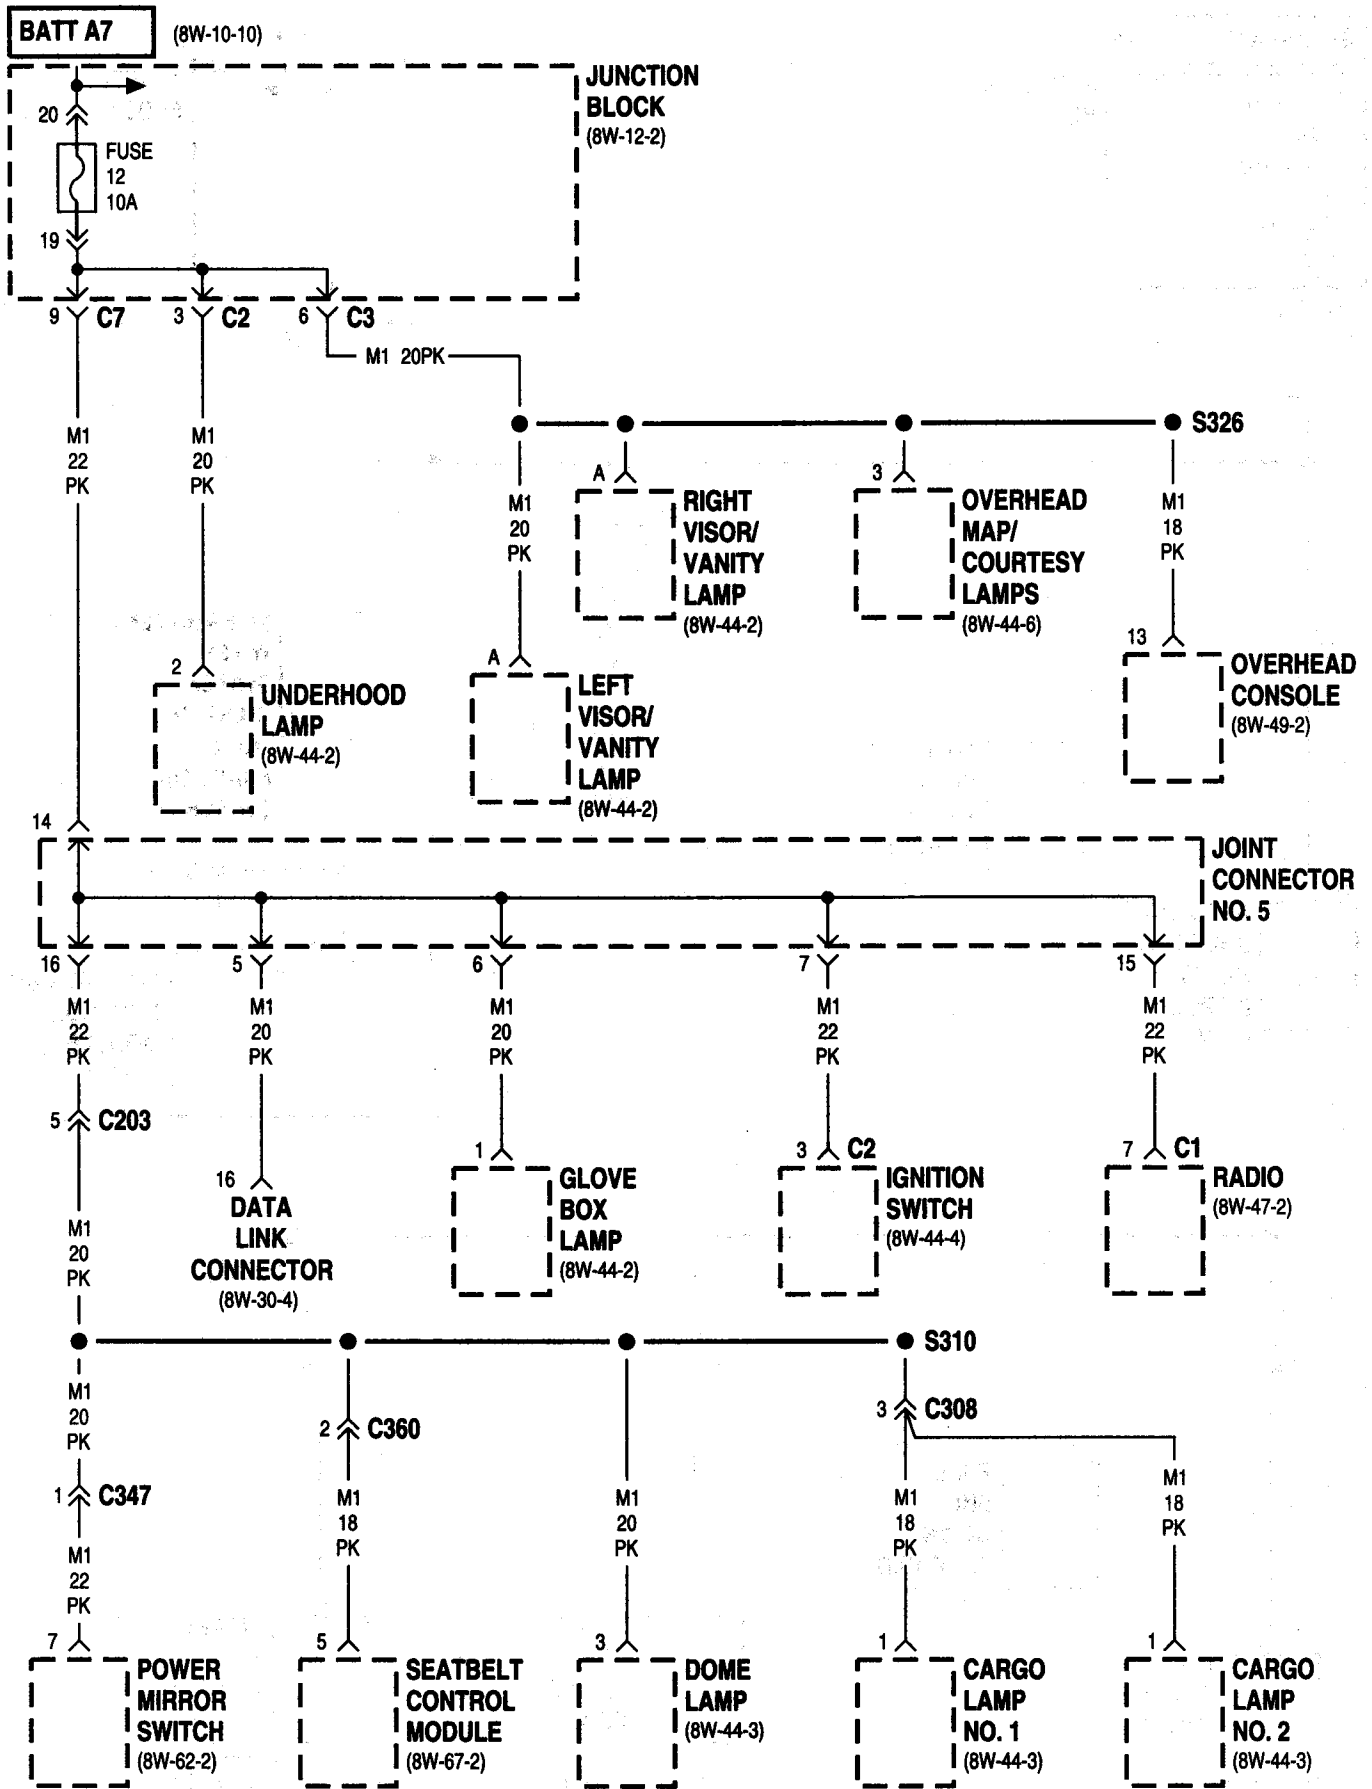 BATT A7 (8W-10-10)
JUNCTION
BLOCK
(8W-12-2)
20
FUSE
12
10A
19
9 C7 3 C2 6 C3
M1 20PK
S326
M1
22
PK
M1
20
PK
M1
20
PK
A
RIGHT
VISOR/
VANITY
LAMP
(8W-44-2)
3
OVERHEAD
MAP/
COURTESY
LAMPS
(8W-44-6)
M1
18
PK
13
OVERHEAD
CONSOLE
(8W-49-2)
2
UNDERHOOD
LAMP
(8W-44-2)
A
LEFT
VISOR/
VANITY
LAMP
(8W-44-2)
14
JOINT
CONNECTOR
NO. 5
16 5 6 7 15
M1
22
PK
M1
20
PK
M1
20
PK
M1
22
PK
M1
22
PK
5 C203
16
DATA
LINK
CONNECTOR
(8W-30-4)
1
GLOVE
BOX
LAMP
(8W-44-2)
3 C2
IGNITION
SWITCH
(8W-44-4)
7 C1
RADIO
(8W-47-2)
M1
20
PK
S310
M1
20
PK
2 C360
3 C308
1 C347
M1
22
PK
M1
18
PK
M1
20
PK
M1
18
PK
M1
18
PK
7
POWER
MIRROR
SWITCH
(8W-62-2)
5
SEATBELT
CONTROL
MODULE
(8W-67-2)
3
DOME
LAMP
(8W-44-3)
1
CARGO
LAMP
NO. 1
(8W-44-3)
1
CARGO
LAMP
NO. 2
(8W-44-3)